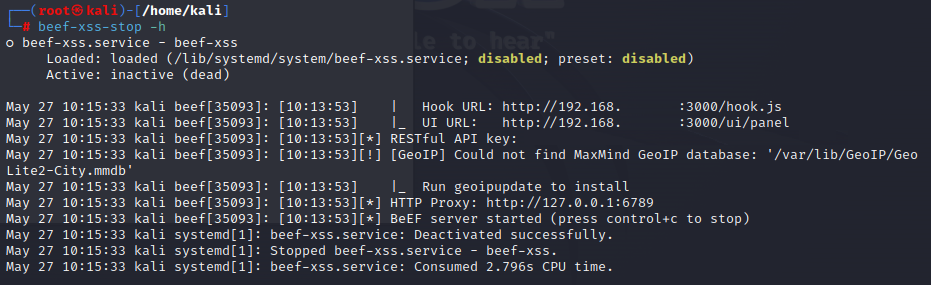 ┌──(root㉿kali)-[/home/kali]
└─# beef-xss-stop -h
○ beef-xss.service - beef-xss
     Loaded: loaded (/lib/systemd/system/beef-xss.service; disabled; preset: disabled)
     Active: inactive (dead)

May 27 10:15:33 kali beef[35093]: [10:13:53]    |   Hook URL: http://192.168.       :3000/hook.js
May 27 10:15:33 kali beef[35093]: [10:13:53]    |_  UI URL:   http://192.168.       :3000/ui/panel
May 27 10:15:33 kali beef[35093]: [10:13:53][*] RESTful API key:
May 27 10:15:33 kali beef[35093]: [10:13:53][!] [GeoIP] Could not find MaxMind GeoIP database: '/var/lib/GeoIP/Geo
Lite2-City.mmdb'
May 27 10:15:33 kali beef[35093]: [10:13:53]    |_  Run geoipupdate to install
May 27 10:15:33 kali beef[35093]: [10:13:53][*] HTTP Proxy: http://127.0.0.1:6789
May 27 10:15:33 kali beef[35093]: [10:13:53][*] BeEF server started (press control+c to stop)
May 27 10:15:33 kali systemd[1]: beef-xss.service: Deactivated successfully.
May 27 10:15:33 kali systemd[1]: Stopped beef-xss.service - beef-xss.
May 27 10:15:33 kali systemd[1]: beef-xss.service: Consumed 2.796s CPU time.
to hear"